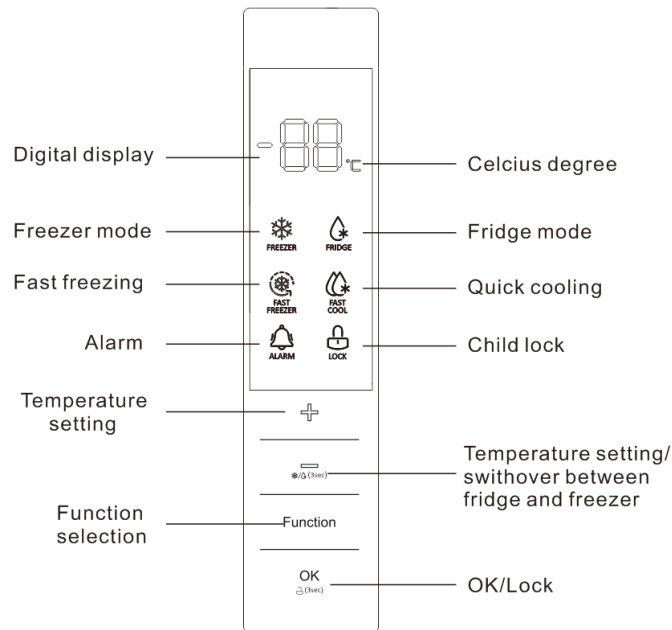 Digital display
-88
°C
Celcius degree
Freezer mode
FREEZER
FRIDGE
Fridge mode
Fast freezing
FAST
FREEZER
FAST
COOL
Quick cooling
Alarm
ALARM
LOCK
Child lock
Temperature
setting
+
−
/ (3sec)
Temperature setting/
swithover between
fridge and freezer
Function
selection
Function
OK
(3sec)
OK/Lock